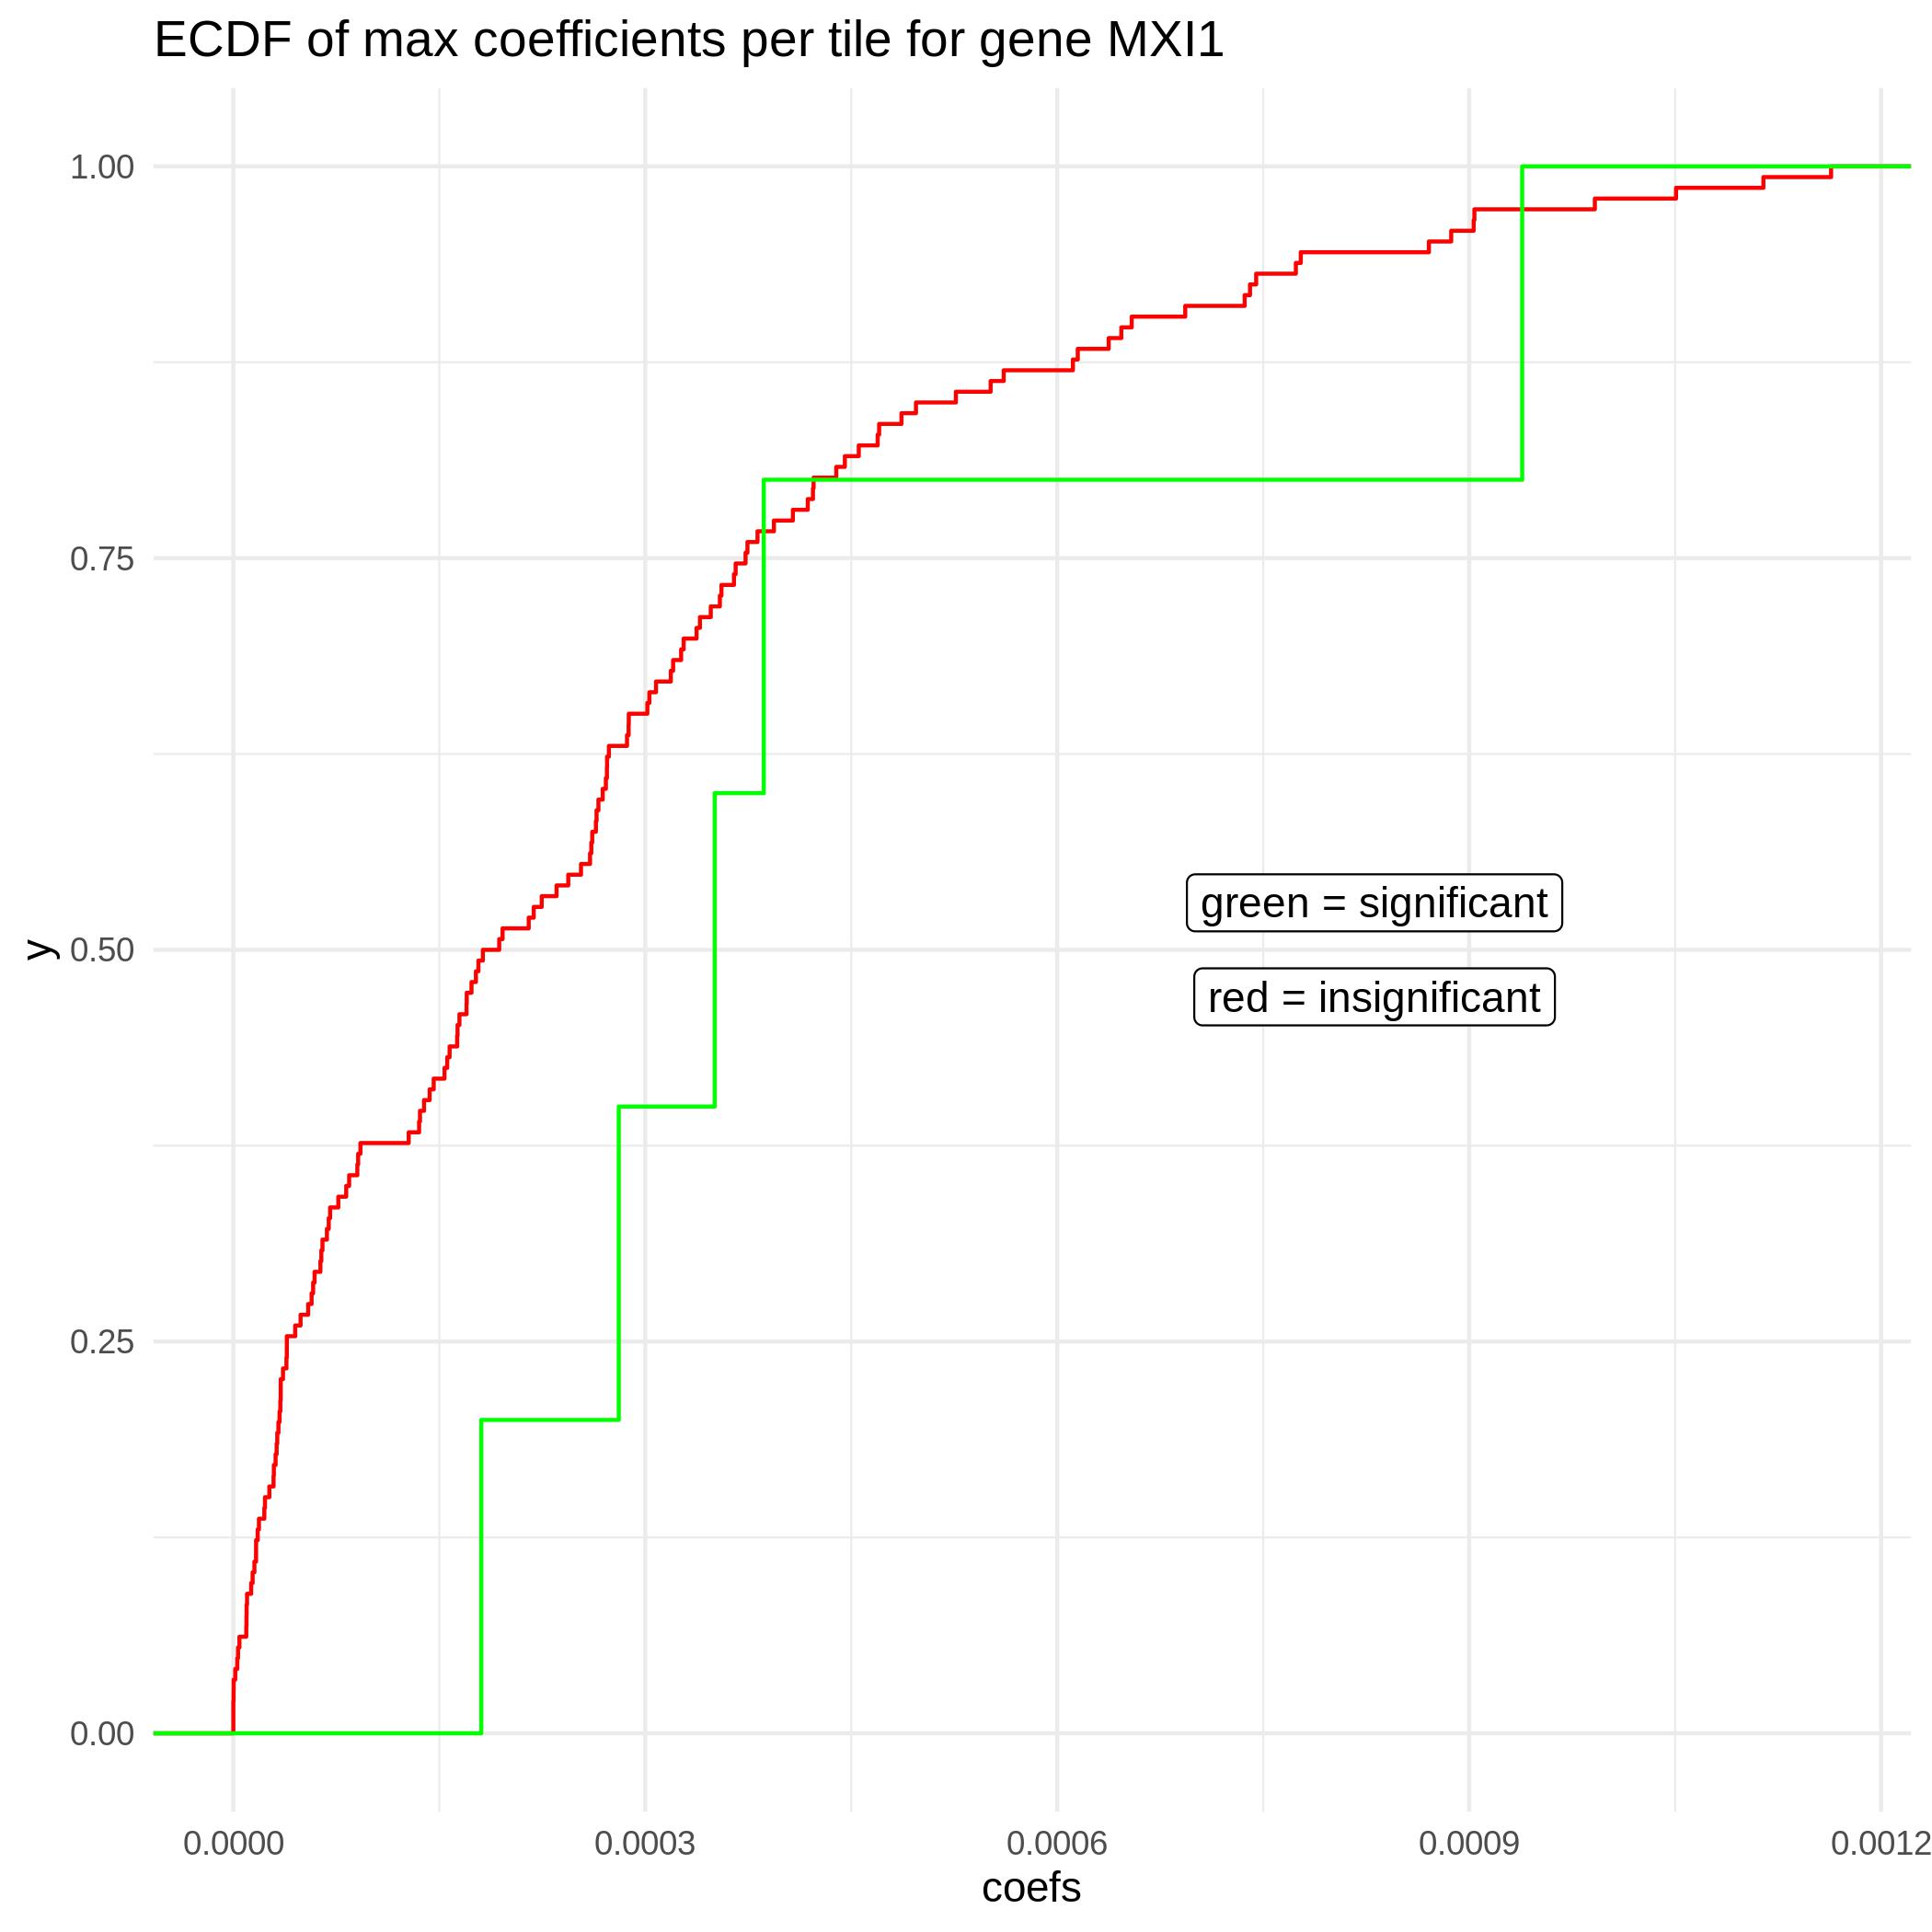 ECDF of max coefficients per tile for gene MXI1
1.00
0.75
0.50
0.25
0.00
y
green = significant
red = insignificant
0.0000 0.0003 0.0006 0.0009 0.0012
coefs